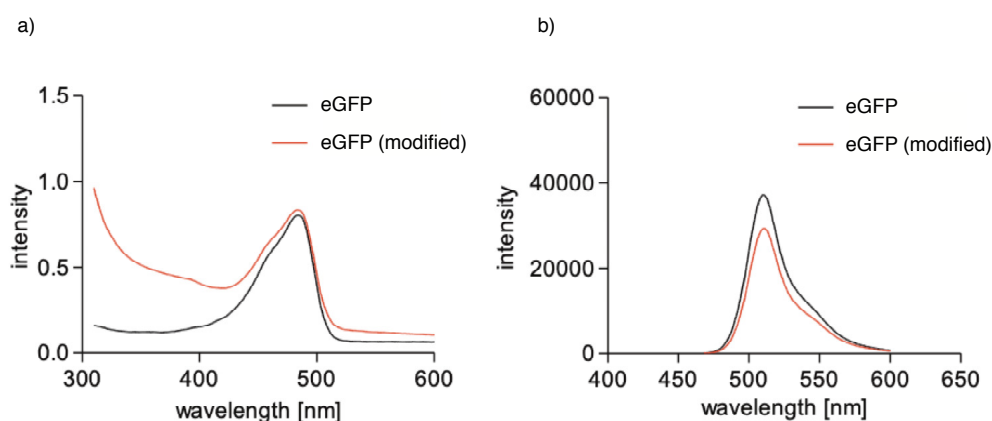 a)
b)
1.5
1.0
0.5
0.0
intensity
300
400
500
600
wavelength [nm]
eGFP
eGFP (modified)
60000
40000
20000
0
intensity
400
450
500
550
600
650
wavelength [nm]
eGFP
eGFP (modified)